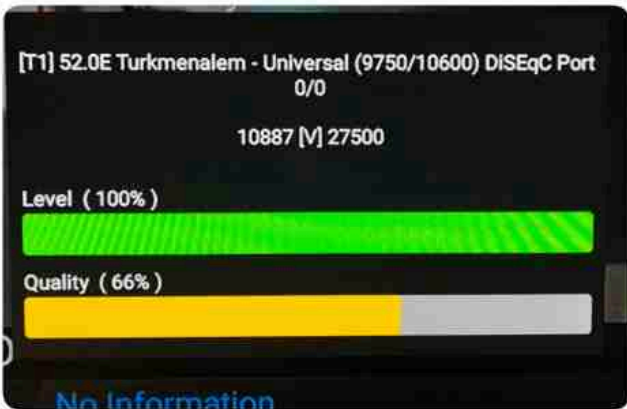 [T1] 52.0E Turkmenalem - Universal (9750/10600) DiSEqC Port
0/0
10887 [V] 27500
Level ( 100% )
Quality ( 66% )
No Information